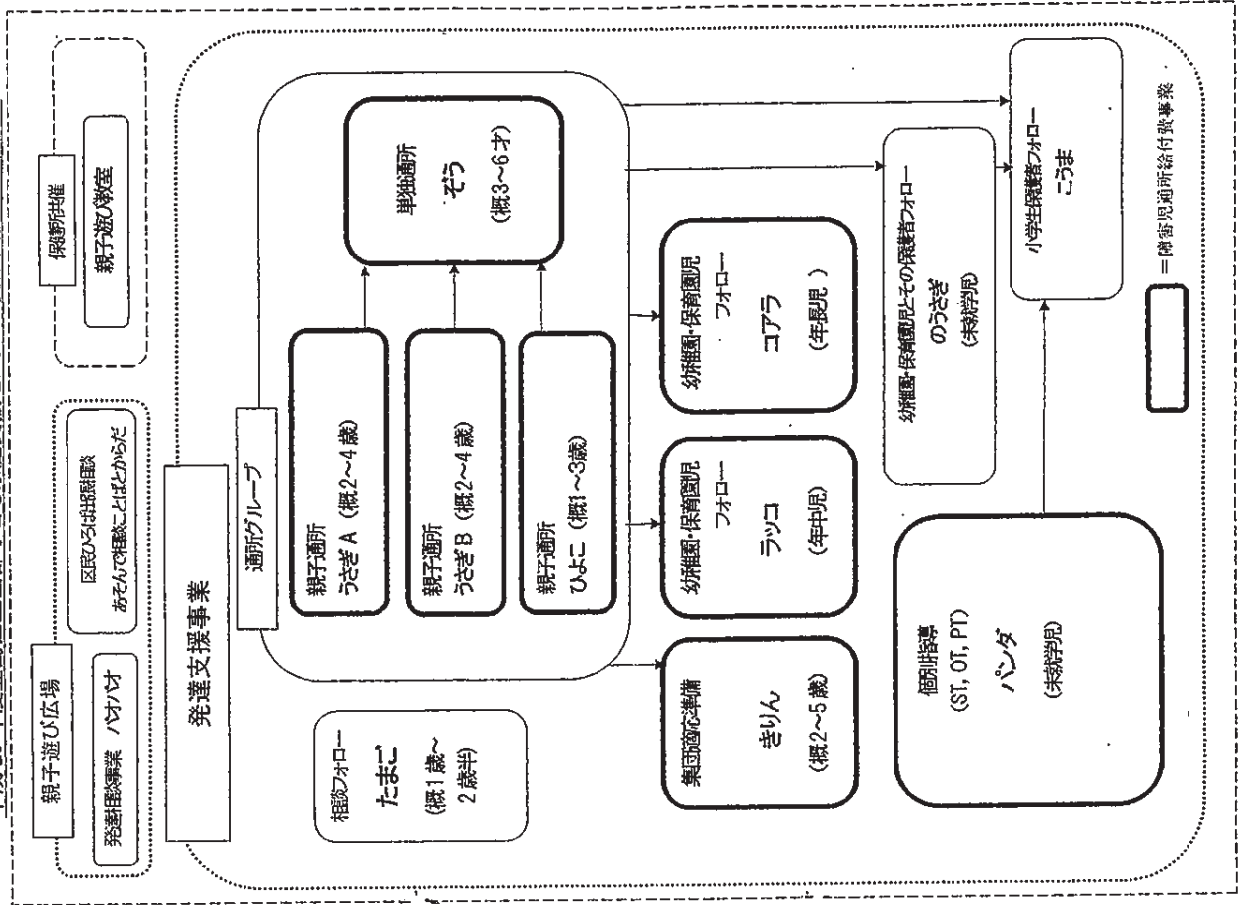 親子遊び広場
発達相談事業 パオパオ
区民ひろば出張相談
あそんで相談ことばとからだ
保健所共催
親子遊び教室
発達支援事業
通所グループ
相談フォロー
たまご
(概1歳~
2歳半)
親子通所
うさぎA (概2~4歳)
親子通所
うさぎB (概2~4歳)
親子通所
ひよこ (概1~3歳)
単独通所
ぞう
(概3~6才)
集団適応準備
きりん
(概2~5歳)
幼稚園・保育園児
フォロー
ラッコ
(年中児)
幼稚園・保育園児
フォロー
コアラ
(年長児 )
個別指導
(ST, OT, PT)
パンダ
(未就学児)
幼稚園・保育園児とその保護者フォロー
のうさぎ
(未就学児)
小学生保護者フォロー
こうま
=障害児通所給付費事業